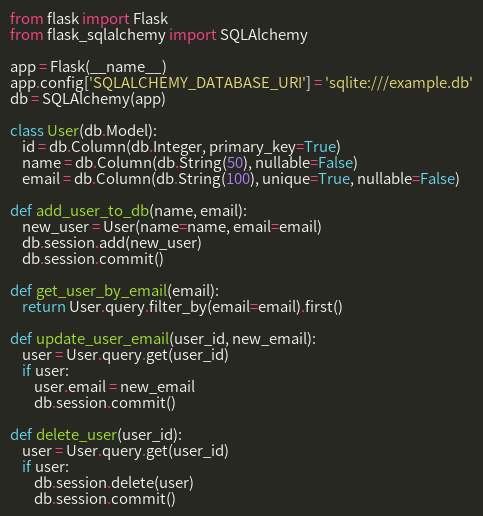 from flask import Flask
from flask_sqlalchemy import SQLAlchemy

app = Flask(__name__)
app.config['SQLALCHEMY_DATABASE_URI'] = 'sqlite:///example.db'
db = SQLAlchemy(app)

class User(db.Model):
    id = db.Column(db.Integer, primary_key=True)
    name = db.Column(db.String(50), nullable=False)
    email = db.Column(db.String(100), unique=True, nullable=False)

def add_user_to_db(name, email):
    new_user = User(name=name, email=email)
    db.session.add(new_user)
    db.session.commit()

def get_user_by_email(email):
    return User.query.filter_by(email=email).first()

def update_user_email(user_id, new_email):
    user = User.query.get(user_id)
    if user:
        user.email = new_email
        db.session.commit()

def delete_user(user_id):
    user = User.query.get(user_id)
    if user:
        db.session.delete(user)
        db.session.commit()